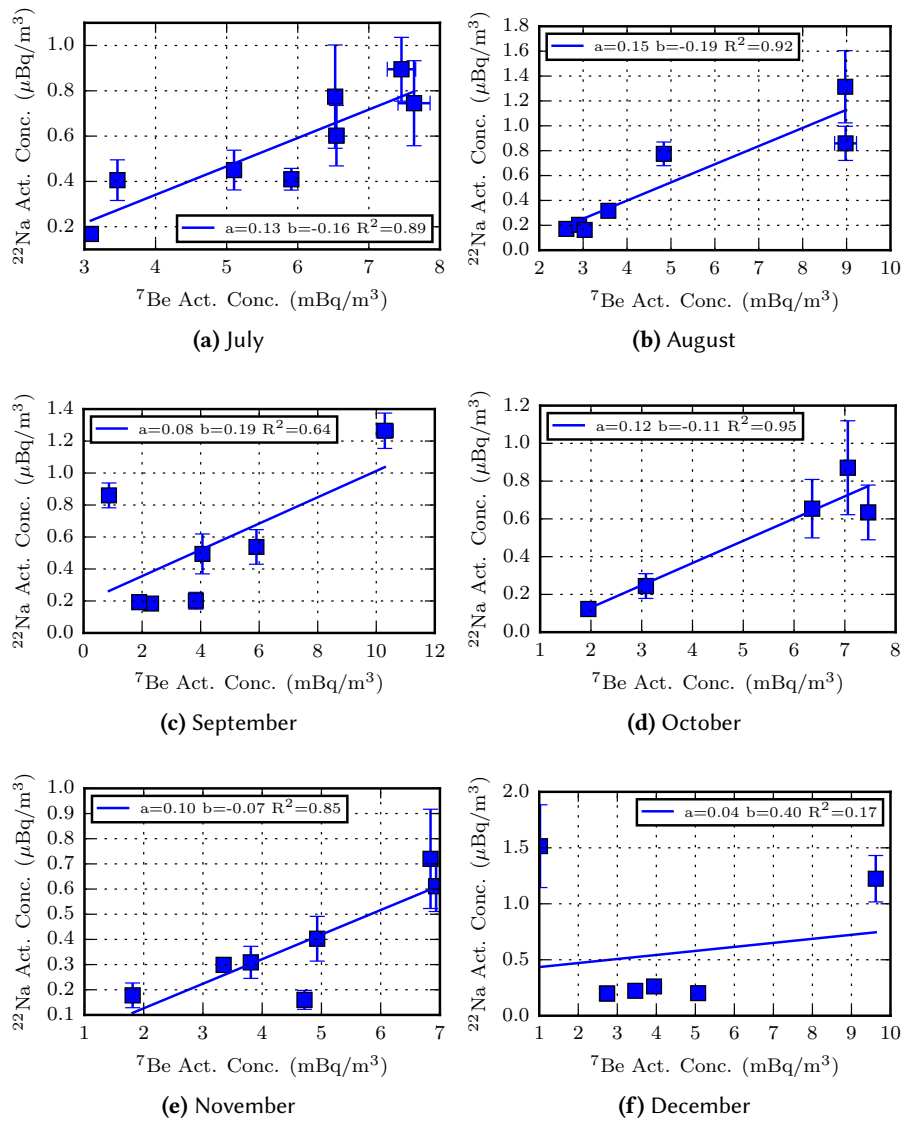 1.0
0.8
0.6
0.4
0.2
²²Na Act. Conc. (μBq/m³)
a=0.13 b=-0.16 R²=0.89
3 4 5 6 7 8
⁷Be Act. Conc. (mBq/m³)
(a) July
1.8
1.6
1.4
1.2
1.0
0.8
0.6
0.4
0.2
0.0
²²Na Act. Conc. (μBq/m³)
a=0.15 b=-0.19 R²=0.92
2 3 4 5 6 7 8 9 10
⁷Be Act. Conc. (mBq/m³)
(b) August
1.4
1.2
1.0
0.8
0.6
0.4
0.2
0.0
²²Na Act. Conc. (μBq/m³)
a=0.08 b=0.19 R²=0.64
0 2 4 6 8 10 12
⁷Be Act. Conc. (mBq/m³)
(c) September
1.2
1.0
0.8
0.6
0.4
0.2
0.0
²²Na Act. Conc. (μBq/m³)
a=0.12 b=-0.11 R²=0.95
1 2 3 4 5 6 7 8
⁷Be Act. Conc. (mBq/m³)
(d) October
1.0
0.9
0.8
0.7
0.6
0.5
0.4
0.3
0.2
0.1
²²Na Act. Conc. (μBq/m³)
a=0.10 b=-0.07 R²=0.85
1 2 3 4 5 6 7
⁷Be Act. Conc. (mBq/m³)
(e) November
2.0
1.5
1.0
0.5
0.0
²²Na Act. Conc. (μBq/m³)
a=0.04 b=0.40 R²=0.17
1 2 3 4 5 6 7 8 9 10
⁷Be Act. Conc. (mBq/m³)
(f) December